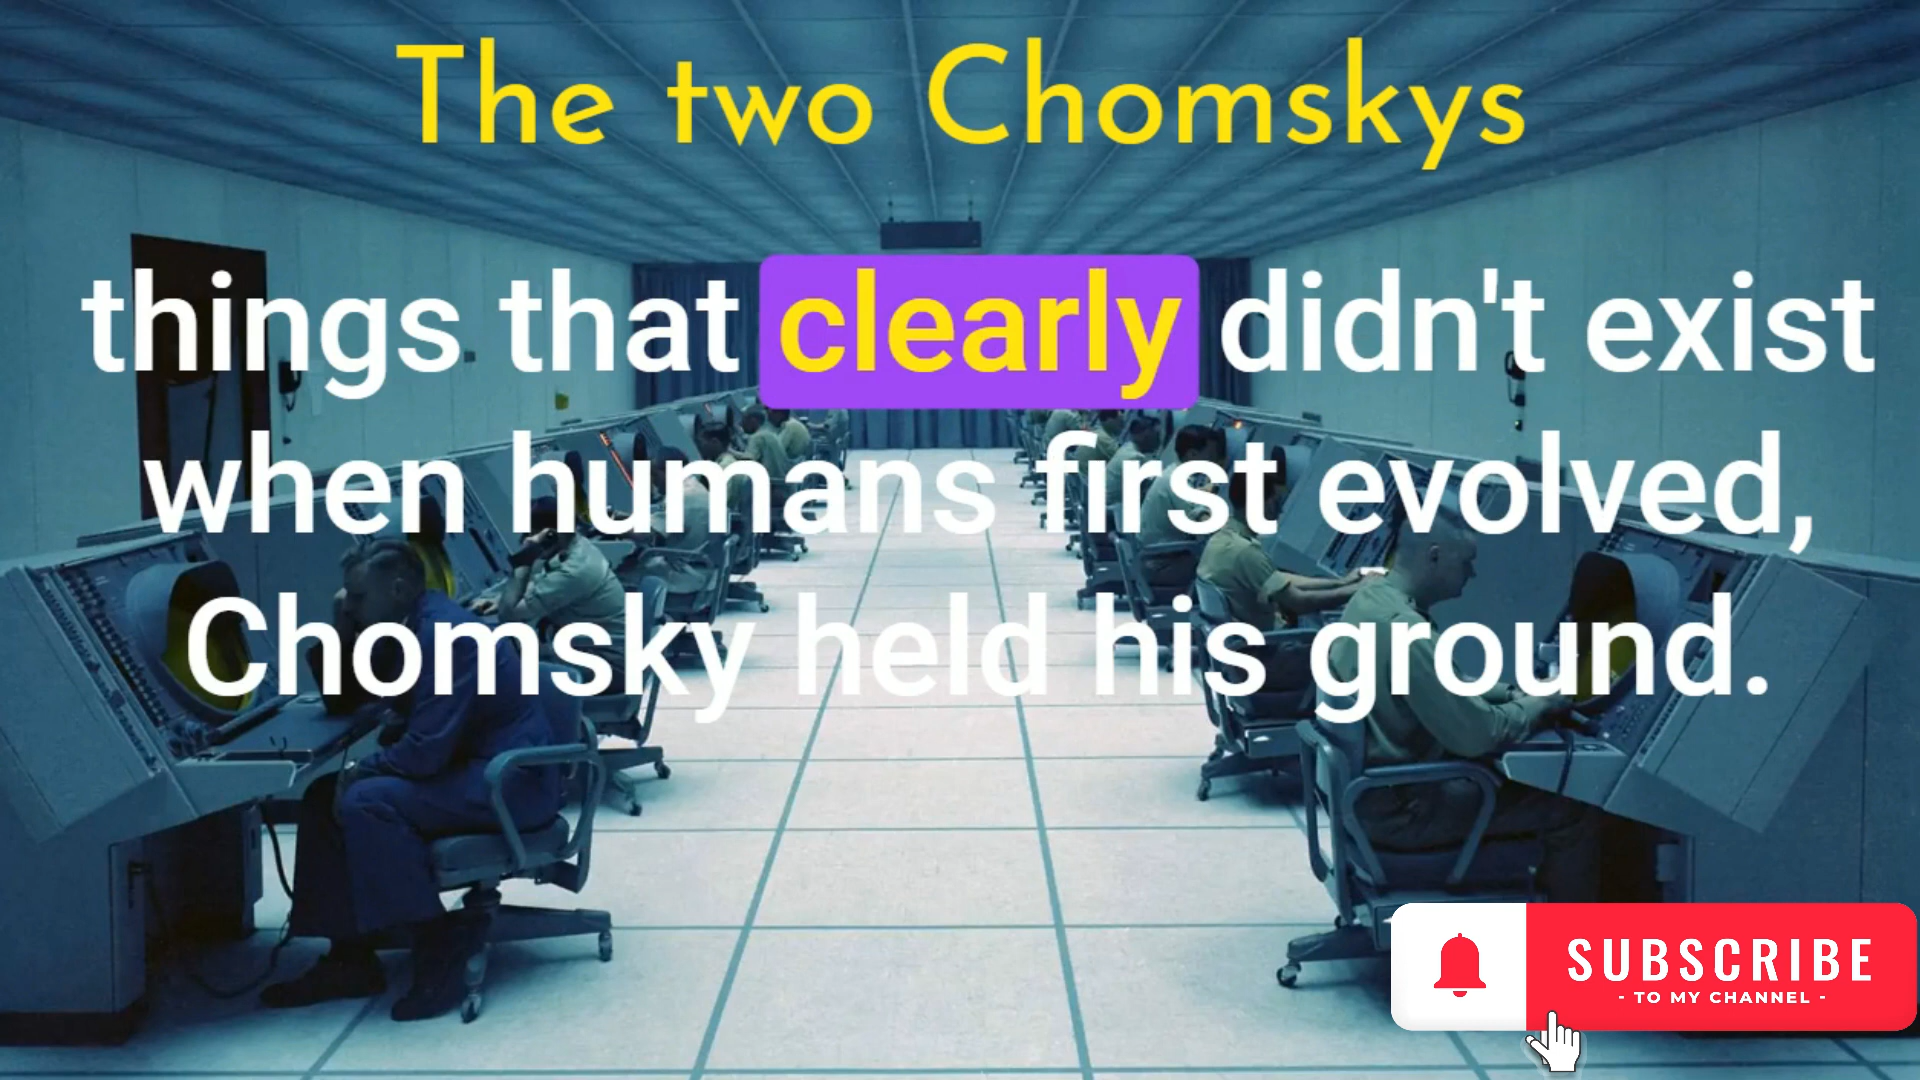 The two Chomskys
things that clearly didn't exist
when humans first evolved,
Chomsky held his ground.
SUBSCRIBE
- TO MY CHANNEL -